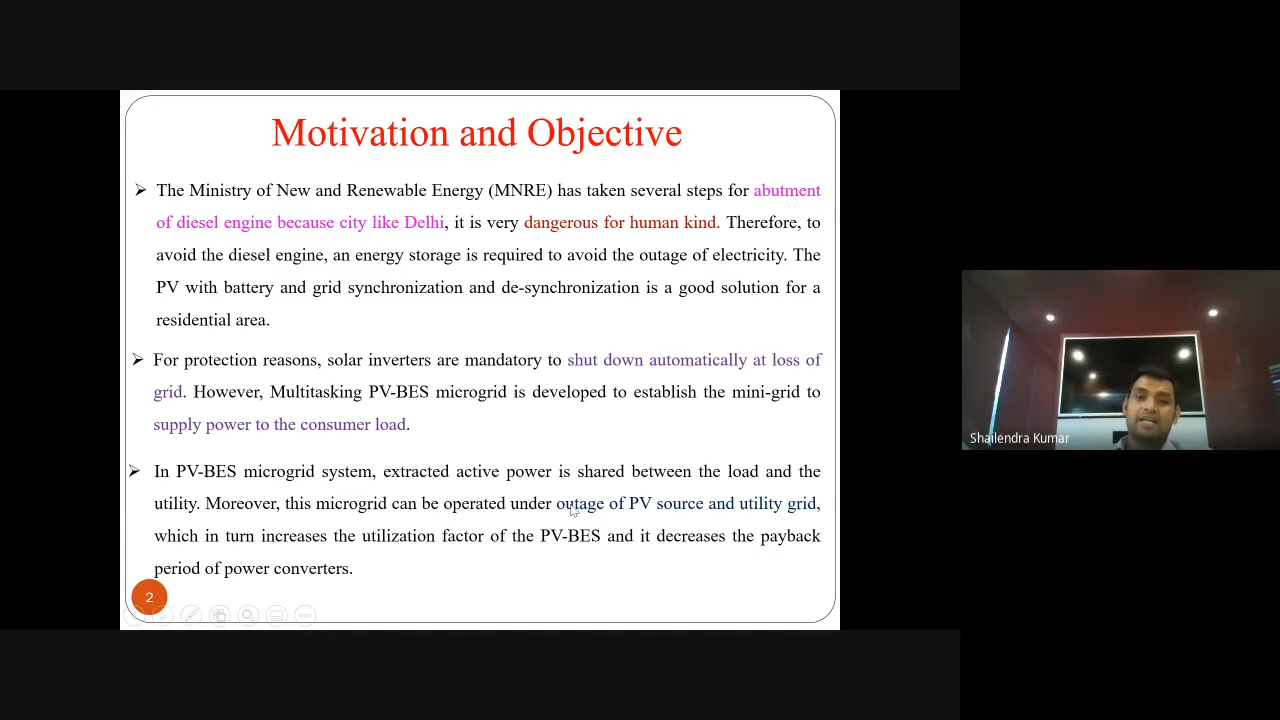 Motivation and Objective
➢ The Ministry of New and Renewable Energy (MNRE) has taken several steps for abutment
of diesel engine because city like Delhi, it is very dangerous for human kind. Therefore, to
avoid the diesel engine, an energy storage is required to avoid the outage of electricity. The
PV with battery and grid synchronization and de-synchronization is a good solution for a
residential area.
➢ For protection reasons, solar inverters are mandatory to shut down automatically at loss of
grid. However, Multitasking PV-BES microgrid is developed to establish the mini-grid to
supply power to the consumer load.
➢ In PV-BES microgrid system, extracted active power is shared between the load and the
utility. Moreover, this microgrid can be operated under outage of PV source and utility grid,
which in turn increases the utilization factor of the PV-BES and it decreases the payback
period of power converters.
2
Shailendra Kumar